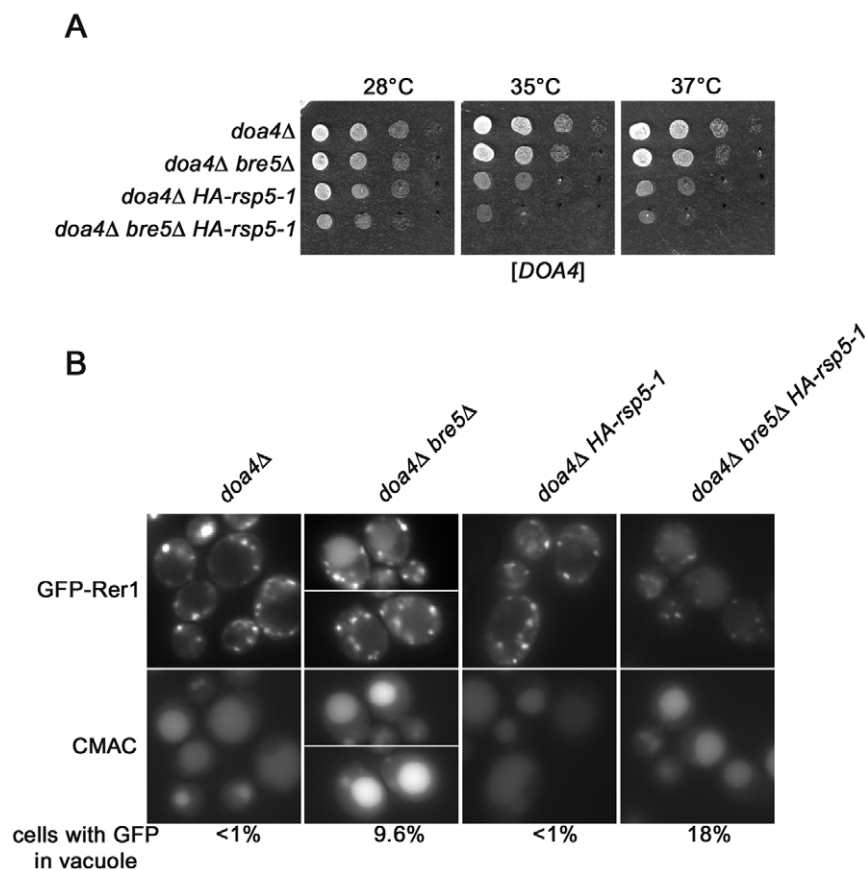 A
28°C 35°C 37°C
doa4Δ
doa4Δ bre5Δ
doa4Δ HA-rsp5-1
doa4Δ bre5Δ HA-rsp5-1
[DOA4]
B
doa4Δ
doa4Δ bre5Δ
doa4Δ HA-rsp5-1
doa4Δ bre5Δ HA-rsp5-1
GFP-Rer1
CMAC
cells with GFP
in vacuole
<1% 9.6% <1% 18%